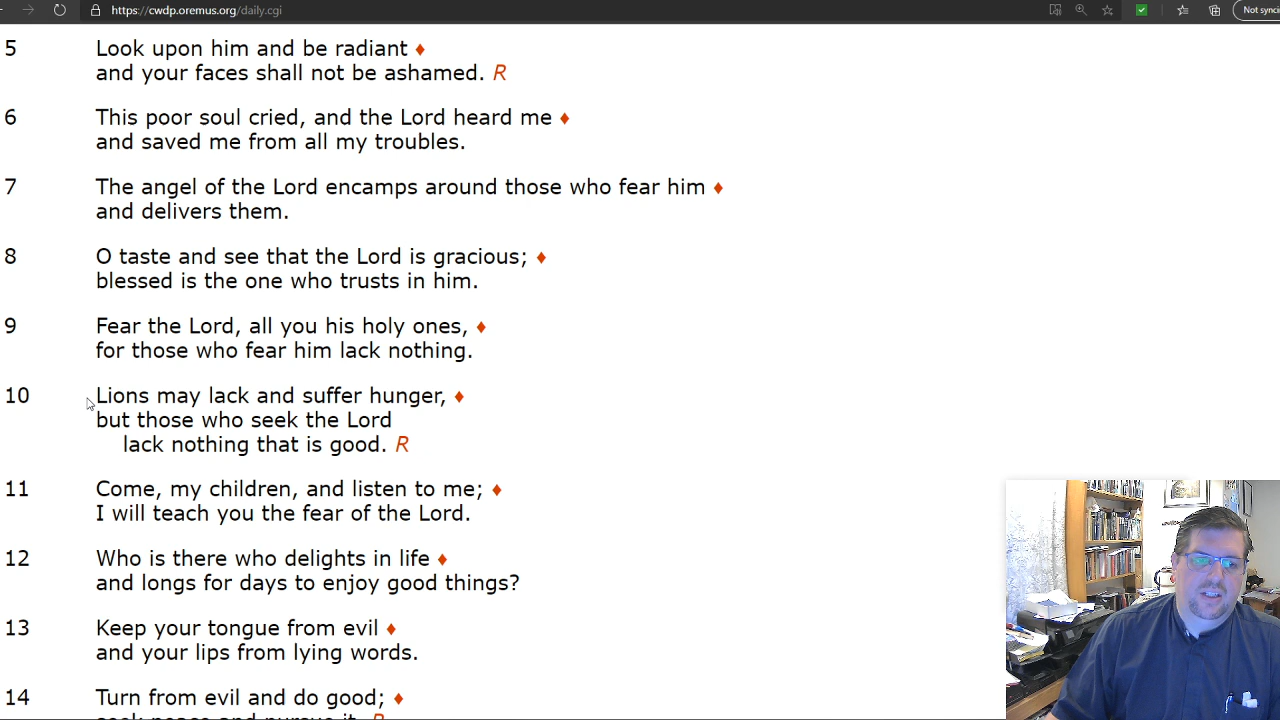 https://cwdp.oremus.org/daily.cgi
Not synci
5 Look upon him and be radiant ♦
and your faces shall not be ashamed. R
6 This poor soul cried, and the Lord heard me ♦
and saved me from all my troubles.
7 The angel of the Lord encamps around those who fear him ♦
and delivers them.
8 O taste and see that the Lord is gracious; ♦
blessed is the one who trusts in him.
9 Fear the Lord, all you his holy ones, ♦
for those who fear him lack nothing.
10 Lions may lack and suffer hunger, ♦
but those who seek the Lord
lack nothing that is good. R
11 Come, my children, and listen to me; ♦
I will teach you the fear of the Lord.
12 Who is there who delights in life ♦
and longs for days to enjoy good things?
13 Keep your tongue from evil ♦
and your lips from lying words.
14 Turn from evil and do good; ♦
seek peace and pursue it. R